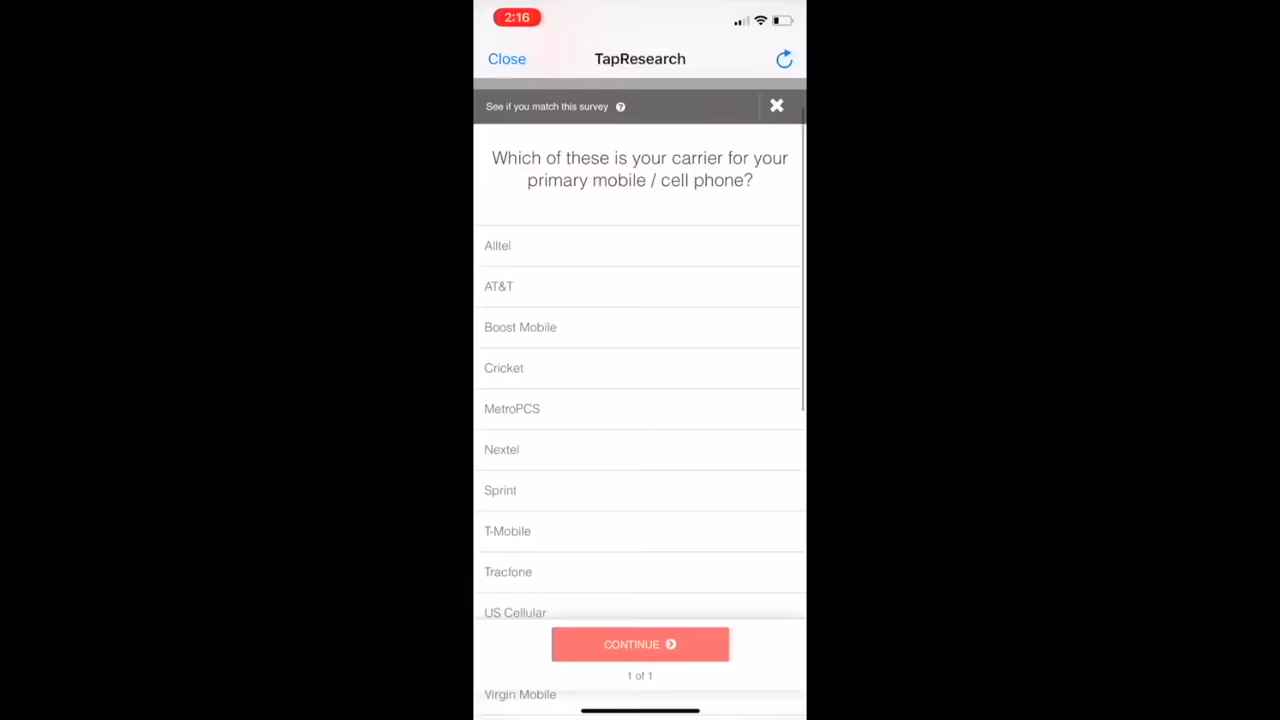 2:16
Close
TapResearch
See if you match this survey ?
Which of these is your carrier for your
primary mobile / cell phone?
Alltel
AT&T
Boost Mobile
Cricket
MetroPCS
Nextel
Sprint
T-Mobile
Tracfone
US Cellular
CONTINUE
1 of 1
Virgin Mobile